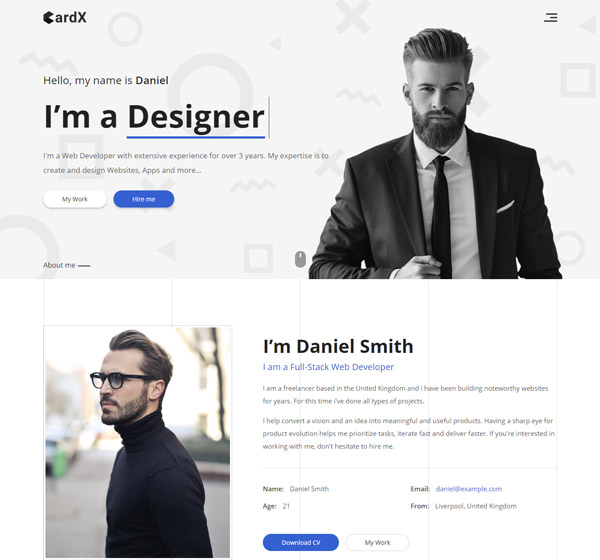 CardX
Hello, my name is Daniel
I'm a Designer
I'm a Web Developer with extensive experience for over 3 years. My expertise is to
create and design Websites, Apps and more...
My Work
Hire me
About me
I'm Daniel Smith
I am a Full-Stack Web Developer
I am a freelancer based in the United Kingdom and i have been building noteworthy websites
for years. For this time i've done all types of projects.
I help convert a vision and an idea into meaningful and useful products. Having a sharp eye for
product evolution helps me prioritize tasks, iterate fast and deliver faster. If you're interested in
working with me, don't hesitate to hire me.
Name: Daniel Smith Email: daniel@example.com
Age: 21 From: Liverpool, United Kingdom
Download CV
My Work